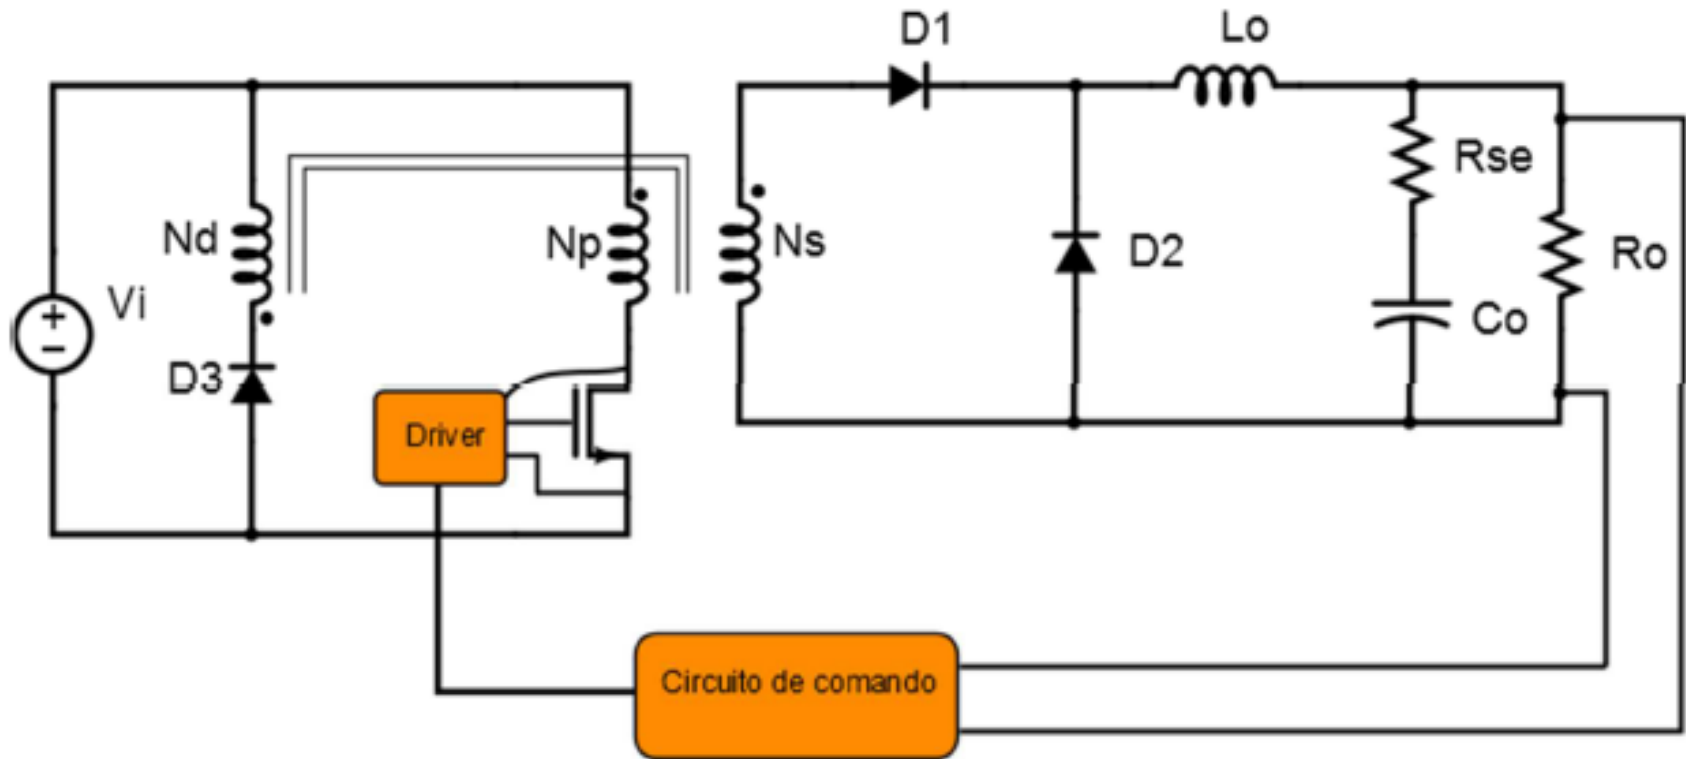 D1
Lo
Rse
Nd
Np
Ns
D2
Ro
Vi
+
−
Co
D3
Driver
Circuito de comando